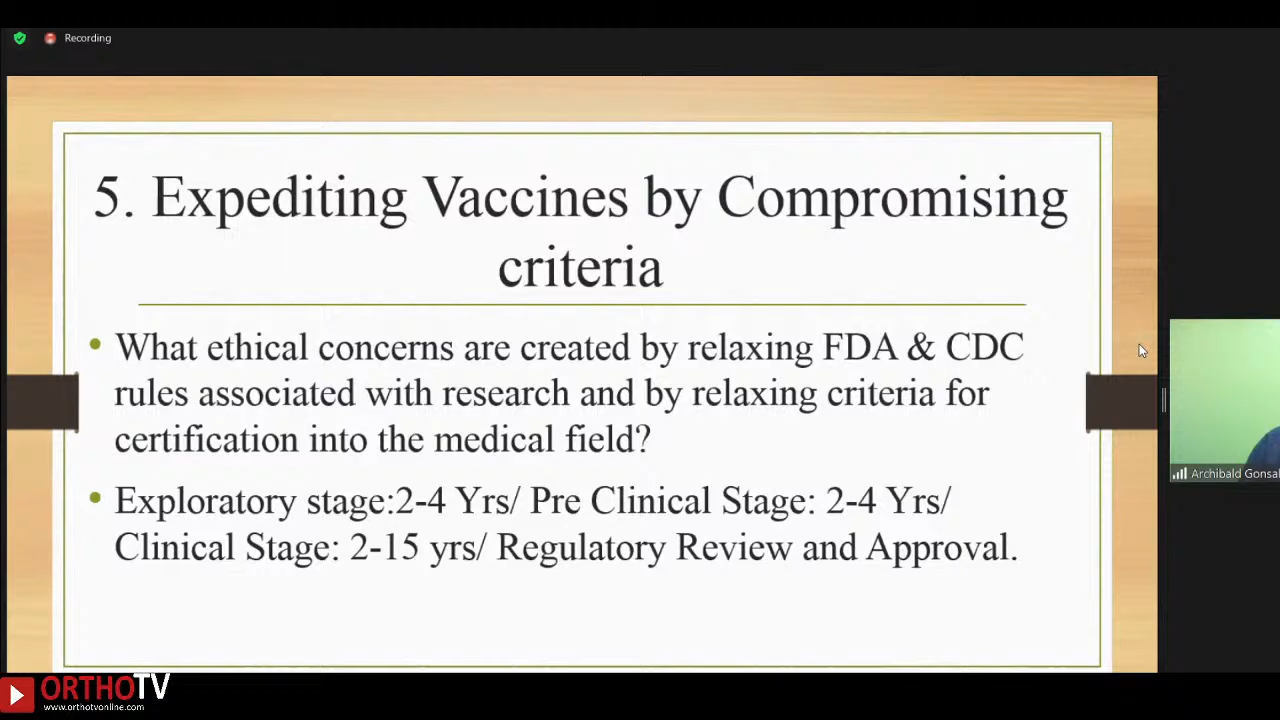 Recording
5. Expediting Vaccines by Compromising
criteria
• What ethical concerns are created by relaxing FDA & CDC
rules associated with research and by relaxing criteria for
certification into the medical field?
• Exploratory stage:2-4 Yrs/ Pre Clinical Stage: 2-4 Yrs/
Clinical Stage: 2-15 yrs/ Regulatory Review and Approval.
Archibald Gonsal
ORTHOTV
www.orthotvonline.com